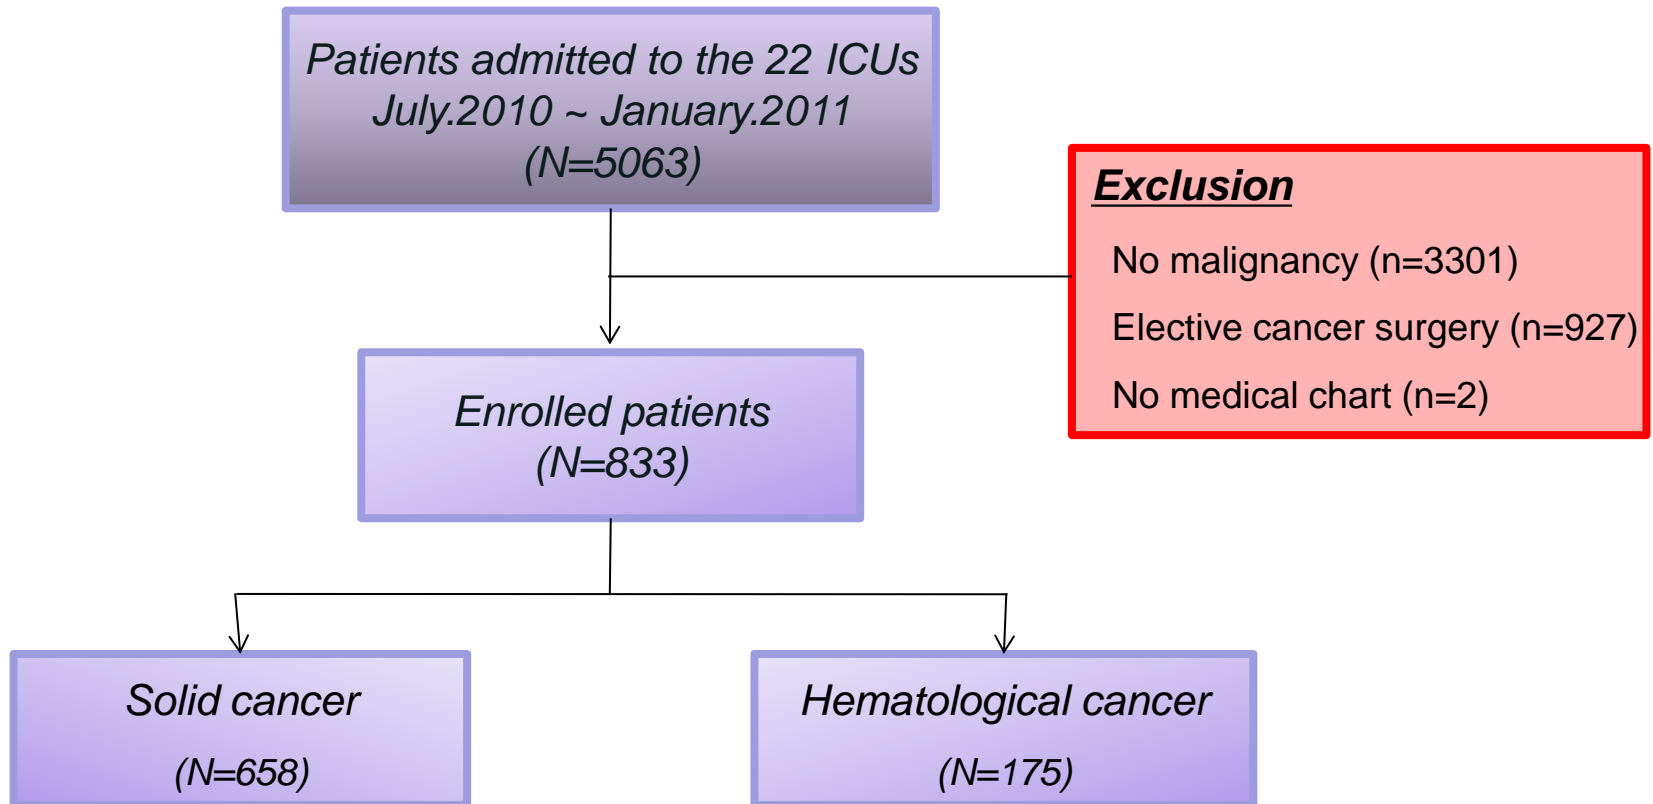 Patients admitted to the 22 ICUs
July.2010 ~ January.2011
(N=5063)
Exclusion
No malignancy (n=3301)
Elective cancer surgery (n=927)
No medical chart (n=2)
Enrolled patients
(N=833)
Solid cancer
(N=658)
Hematological cancer
(N=175)